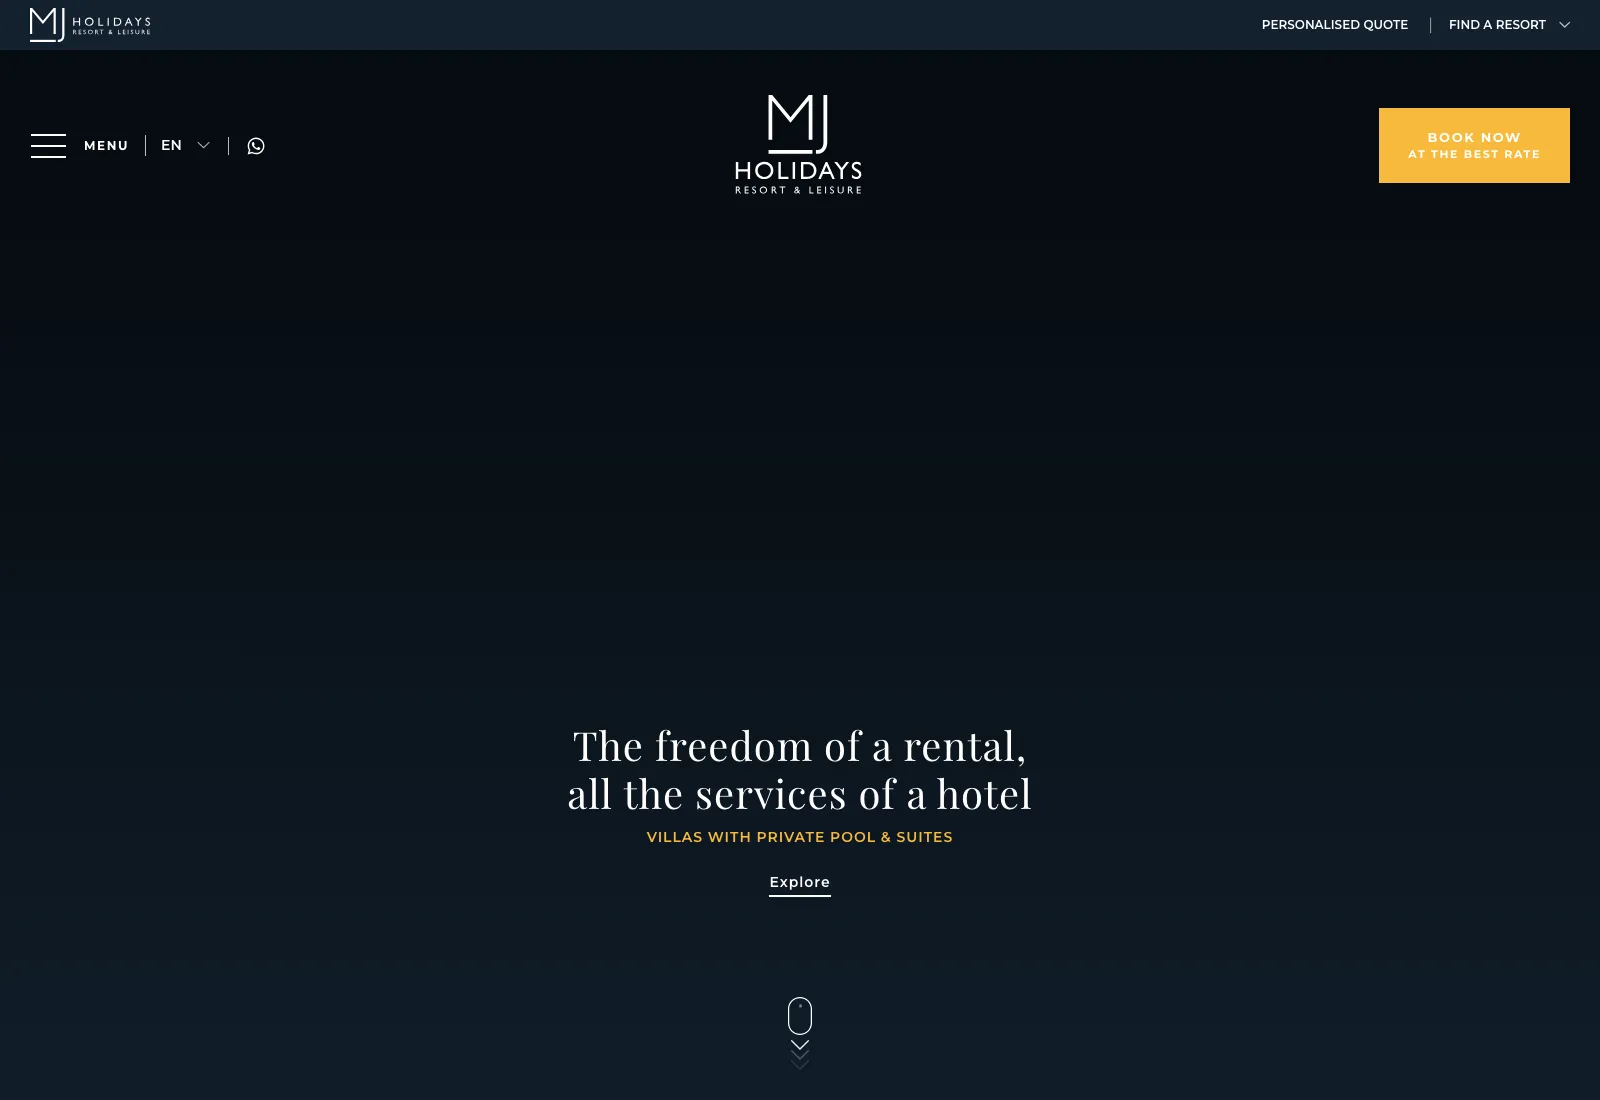 MJ HOLIDAYS
RESORT & LEISURE
PERSONALISED QUOTE
FIND A RESORT
MENU
EN
MJ
HOLIDAYS
RESORT & LEISURE
BOOK NOW
AT THE BEST RATE
The freedom of a rental,
all the services of a hotel
VILLAS WITH PRIVATE POOL & SUITES
Explore